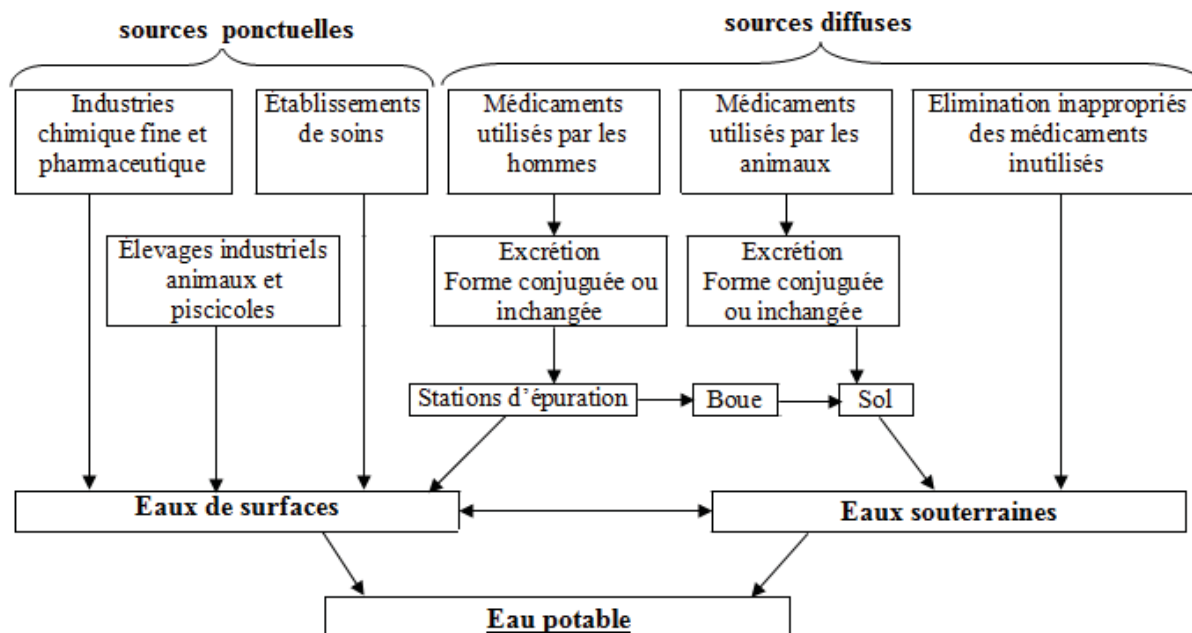 sources ponctuelles
sources diffuses
Industries
chimique fine et
pharmaceutique
Établissements
de soins
Médicaments
utilisés par les
hommes
Médicaments
utilisés par les
animaux
Elimination inappropriés
des médicaments
inutilisés
Élevages industriels
animaux et
piscicoles
Excrétion
Forme conjuguée ou
inchangée
Excrétion
Forme conjuguée
ou inchangée
Stations d’épuration
Boue
Sol
Eaux de surfaces
Eaux souterraines
Eau potable